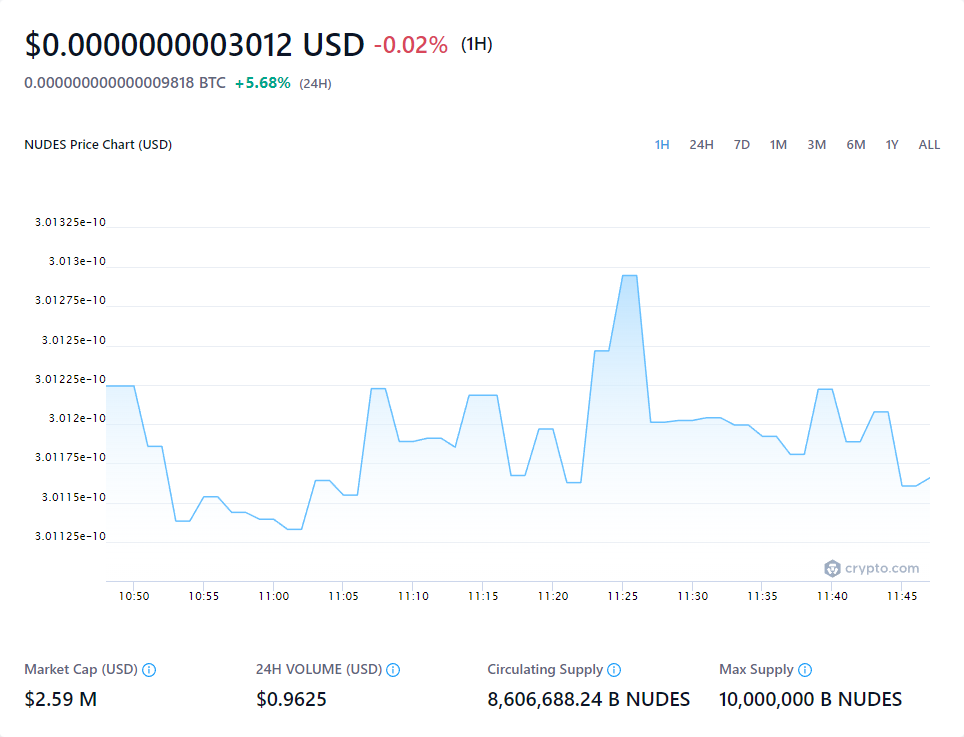 $0.0000000003012 USD -0.02% (1H)
0.000000000000009818 BTC +5.68% (24H)
NUDES Price Chart (USD) 1H 24H 7D 1M 3M 6M 1Y ALL
3.01325e-10
3.013e-10
3.01275e-10
3.0125e-10
3.01225e-10
3.012e-10
3.01175e-10
3.0115e-10
3.01125e-10
crypto.com
10:50 10:55 11:00 11:05 11:10 11:15 11:20 11:25 11:30 11:35 11:40 11:45
Market Cap (USD) 24H VOLUME (USD) Circulating Supply Max Supply
$2.59 M $0.9625 8,606,688.24 B NUDES 10,000,000 B NUDES